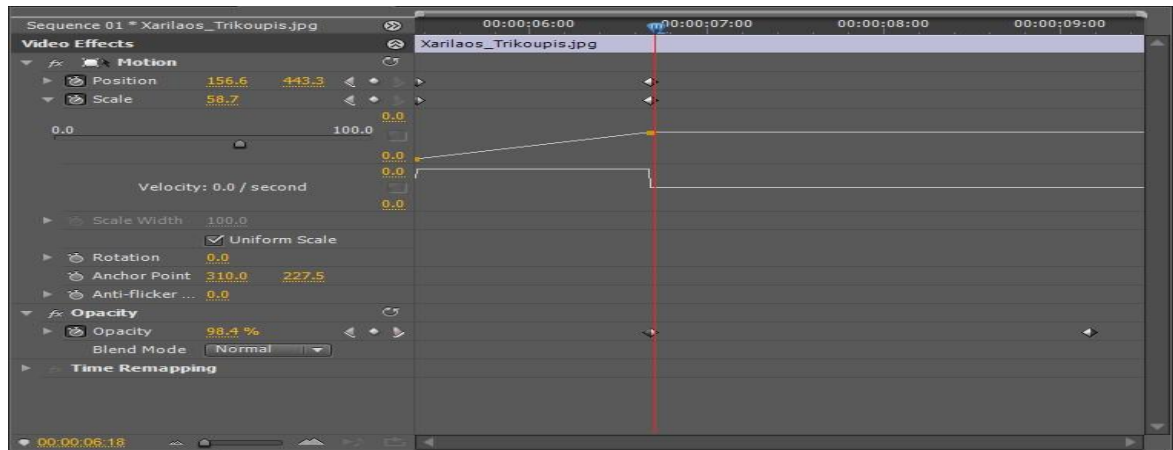 Sequence 01 * Xarilaos_Trikoupis.jpg 00:00:06:00 00:00:07:00 00:00:08:00 00:00:09:00
Video Effects Xarilaos_Trikoupis.jpg
fx Motion
Position 156.6 443.3
Scale 58.7
0.0
0.0 100.0
0.0
0.0
Velocity: 0.0 / second
0.0
Scale Width 100.0
Uniform Scale
Rotation 0.0
Anchor Point 310.0 227.5
Anti-flicker ... 0.0
fx Opacity
Opacity 98.4 %
Blend Mode Normal
Time Remapping
00:00:06:18